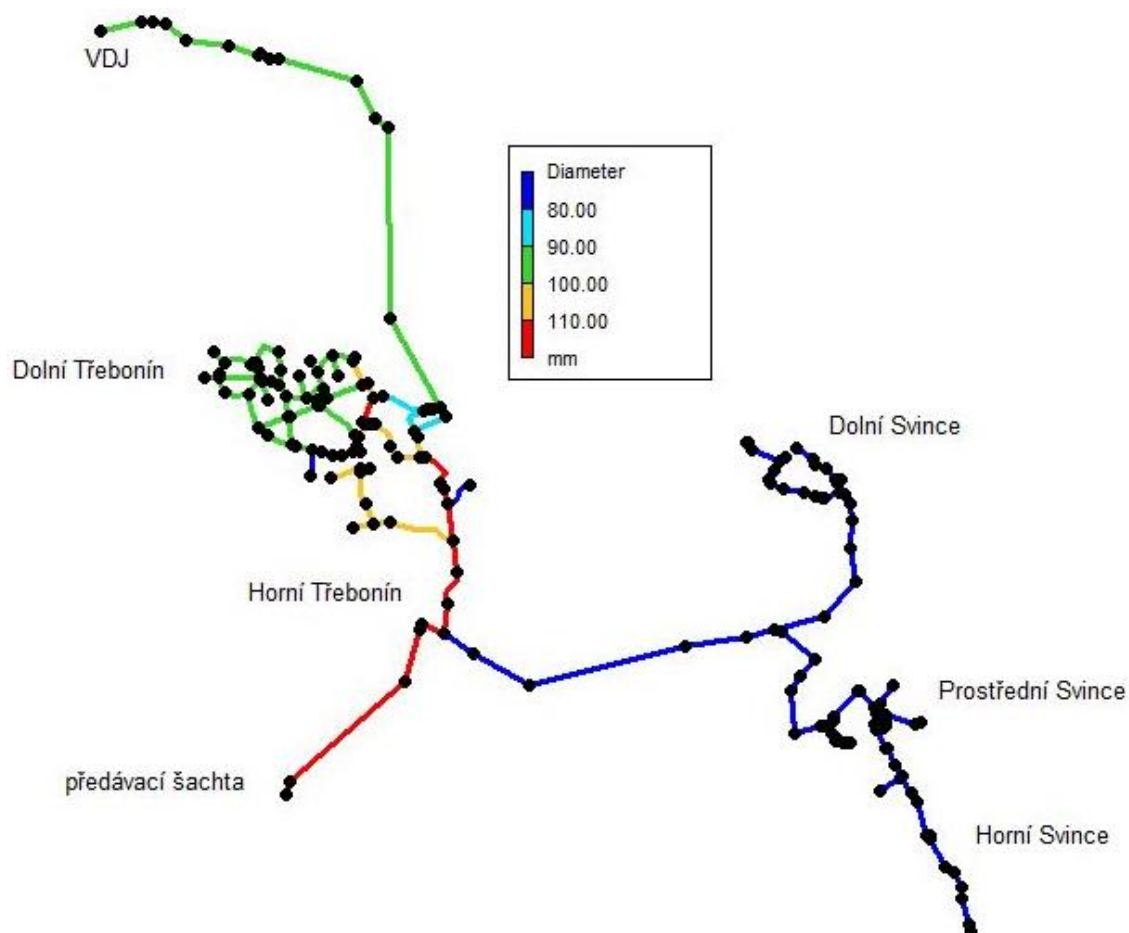 VDJ
Diameter
80.00
90.00
100.00
110.00
mm
Dolní Třebonín
Dolní Svince
Horní Třebonín
Prostřední Svince
předávací šachta
Horní Svince